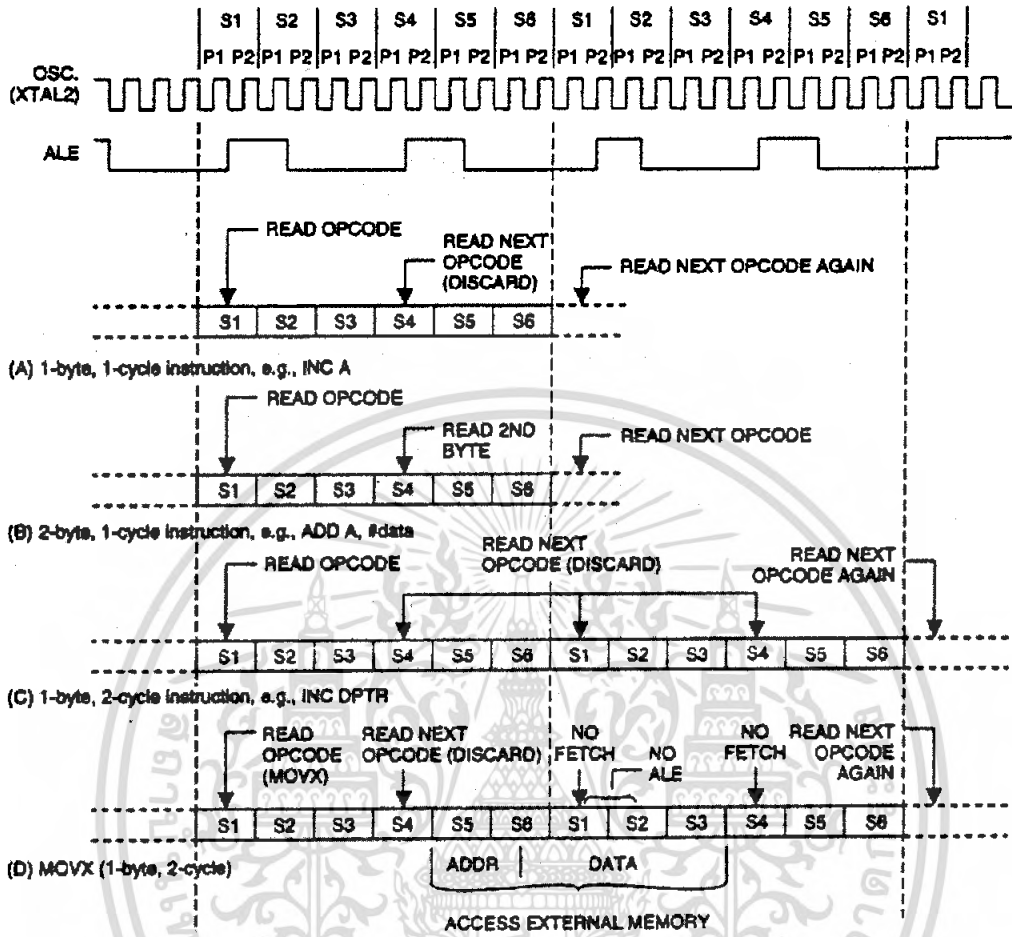 S1 S2 S3 S4 S5 S6 S1 S2 S3 S4 S5 S6 S1
P1 P2 P1 P2 P1 P2 P1 P2 P1 P2 P1 P2 P1 P2 P1 P2 P1 P2 P1 P2 P1 P2 P1 P2 P1 P2
OSC.
(XTAL2)
ALE
READ OPCODE
READ NEXT
OPCODE
(DISCARD)
READ NEXT OPCODE AGAIN
S1 S2 S3 S4 S5 S6
(A) 1-byte, 1-cycle instruction, e.g., INC A
READ OPCODE
READ 2ND
BYTE
READ NEXT OPCODE
S1 S2 S3 S4 S5 S6
(B) 2-byte, 1-cycle instruction, e.g., ADD A, #data
READ OPCODE
READ NEXT
OPCODE (DISCARD)
READ NEXT
OPCODE AGAIN
S1 S2 S3 S4 S5 S6 S1 S2 S3 S4 S5 S6
(C) 1-byte, 2-cycle instruction, e.g., INC DPTR
READ
OPCODE
(MOVX)
READ NEXT
OPCODE (DISCARD)
NO
FETCH
NO
ALE
NO
FETCH
READ NEXT
OPCODE
AGAIN
S1 S2 S3 S4 S5 S6 S1 S2 S3 S4 S5 S6
(D) MOVX (1-byte, 2-cycle)
ADDR DATA
ACCESS EXTERNAL MEMORY